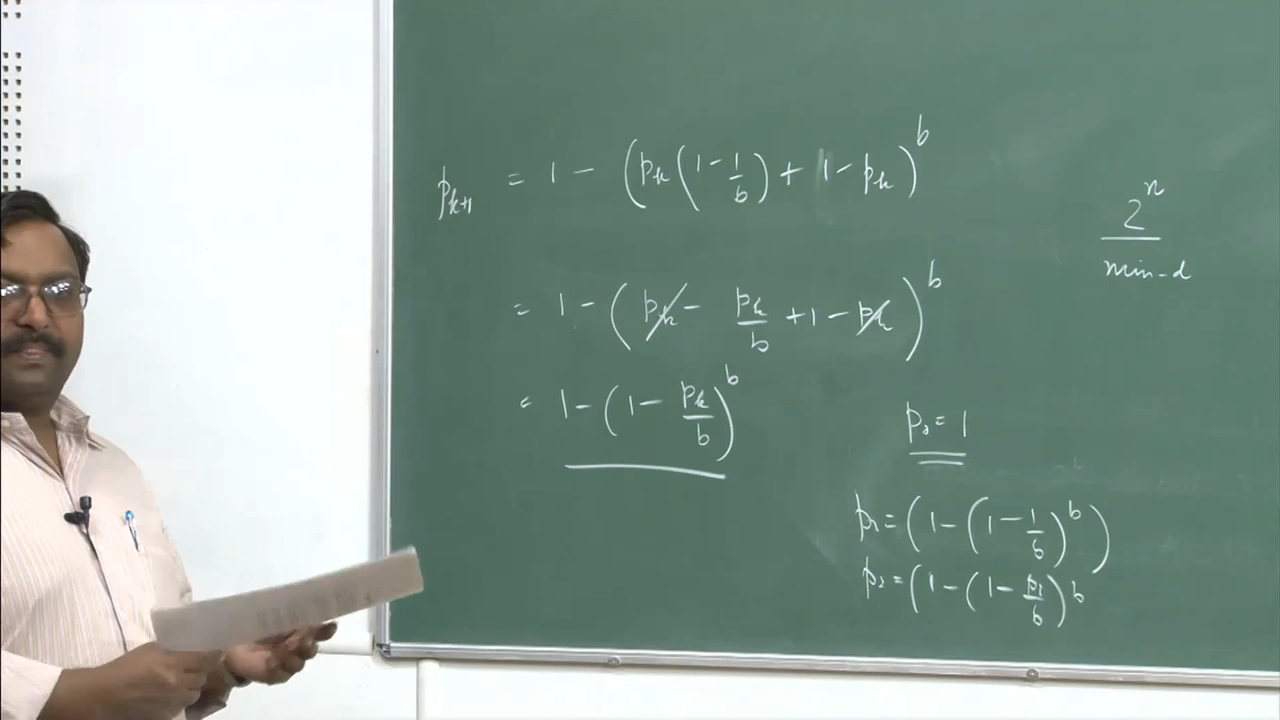 p_{k+1} = 1 - (p_k (1 - 1/b) + 1 - p_k)^b
2^n / min-d
= 1 - (p_k - p_k/b + 1 - p_k)^b
= 1 - (1 - p_k/b)^b
p_0 = 1
p_1 = (1 - (1 - 1/b)^b)
p_2 = (1 - (1 - p_1/b)^b